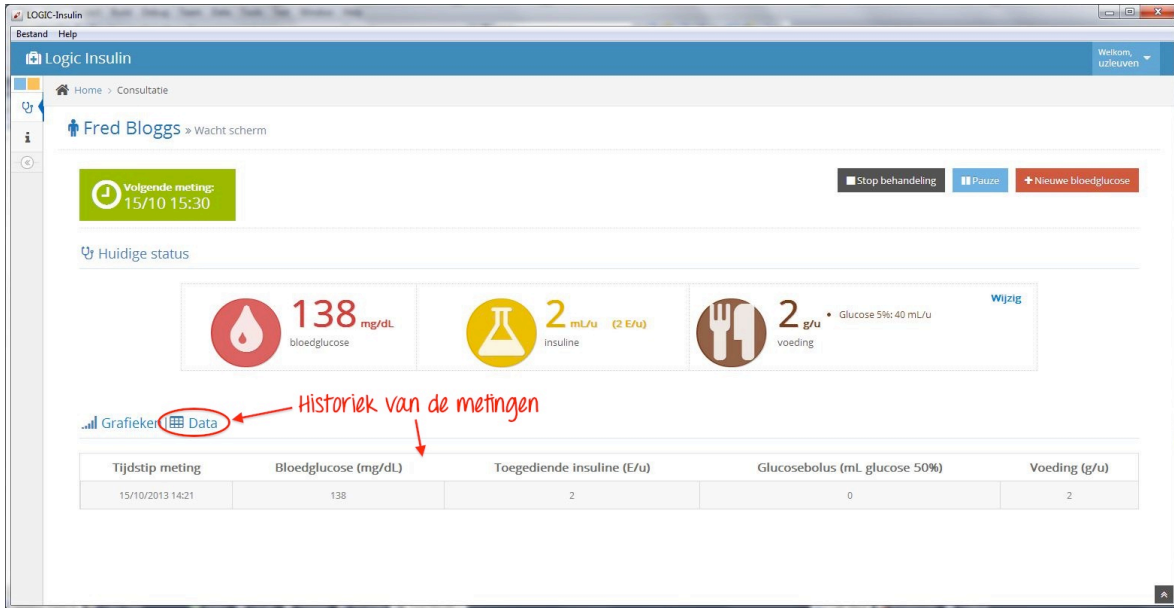 LOGIC-Insulin
Bestand Help
Logic Insulin
Welkom,
uzleuven
Home > Consultatie
Fred Bloggs » Wacht scherm
Volgende meting:
15/10 15:30
Stop behandeling
Pauze
+ Nieuwe bloedglucose
Huidige status
138 mg/dL
bloedglucose
2 mL/u (2 E/u)
insuline
2 g/u
voeding
• Glucose 5%: 40 mL/u
Wijzig
Historiek van de metingen
Grafieken | Data
Tijdstip meting Bloedglucose (mg/dL) Toegediende insuline (E/u) Glucosebolus (mL glucose 50%) Voeding (g/u)
15/10/2013 14:21 138 2 0 2